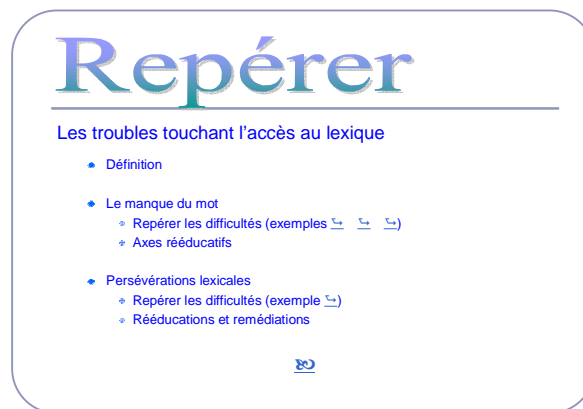 Repérer
Les troubles touchant l'accès au lexique
Définition
Le manque du mot
Repérer les difficultés (exemples ↪ ↪ ↪)
Axes rééducatifs
Persévérations lexicales
Repérer les difficultés (exemple ↪)
Rééducations et remédiations